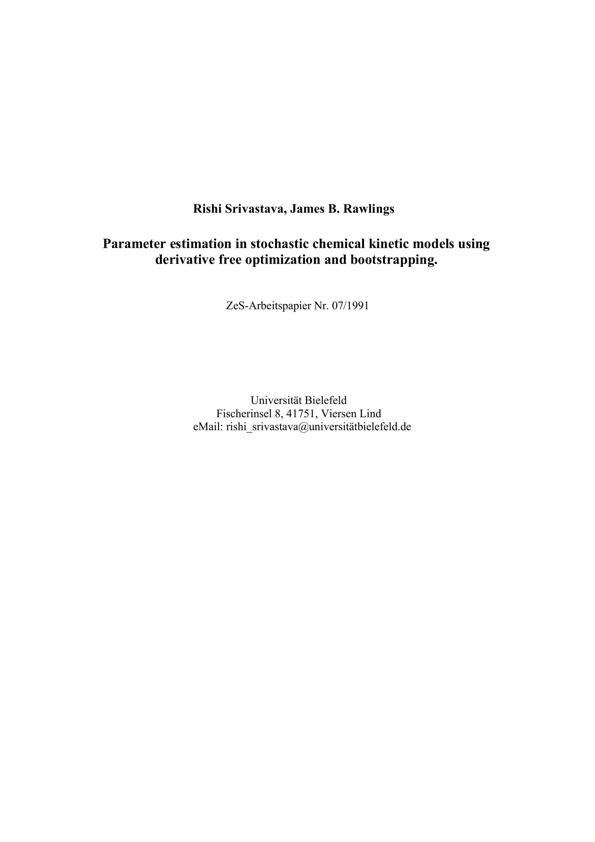 Rishi Srivastava, James B. Rawlings
Parameter estimation in stochastic chemical kinetic models using
derivative free optimization and bootstrapping.
ZeS-Arbeitspapier Nr. 07/1991
Universität Bielefeld
Fischerinsel 8, 41751, Viersen Lind
eMail: rishi_srivastava@universitätbielefeld.de